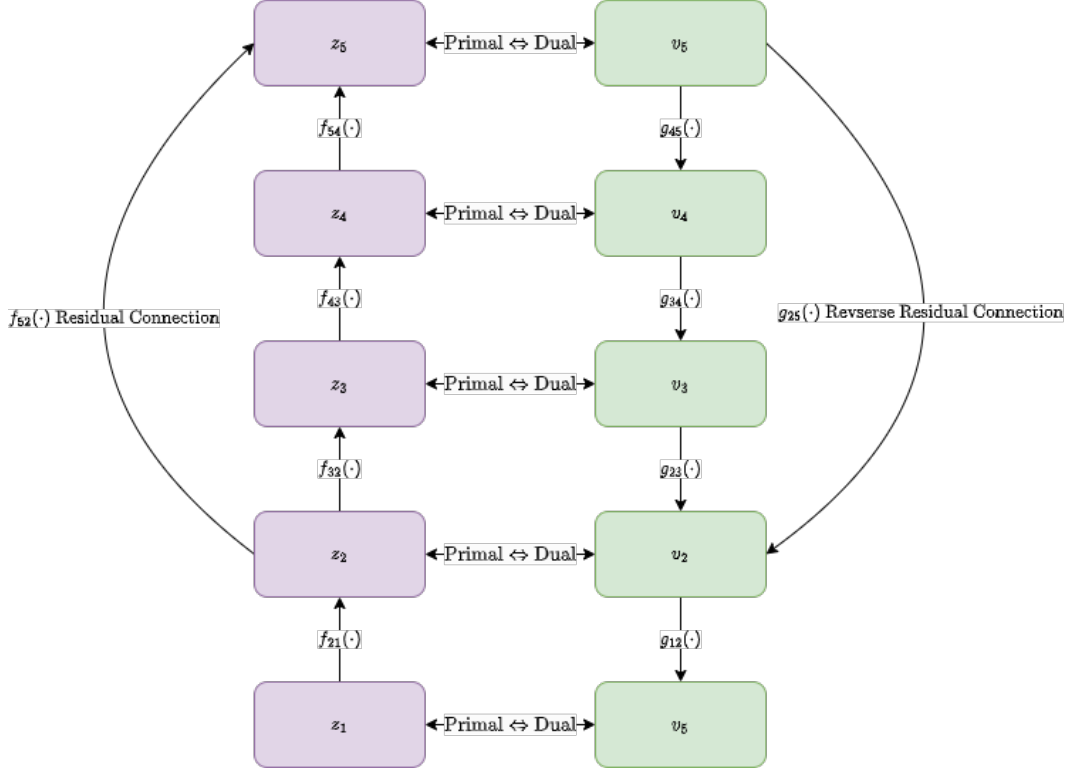 z₅ Primal ⇔ Dual v₅
f₅₄(·) g₄₅(·)
z₄ Primal ⇔ Dual v₄
f₄₃(·) g₃₄(·)
f₅₂(·) Residual Connection g₂₅(·) Revserse Residual Connection
z₃ Primal ⇔ Dual v₃
f₃₂(·) g₂₃(·)
z₂ Primal ⇔ Dual v₂
f₂₁(·) g₁₂(·)
z₁ Primal ⇔ Dual v₅